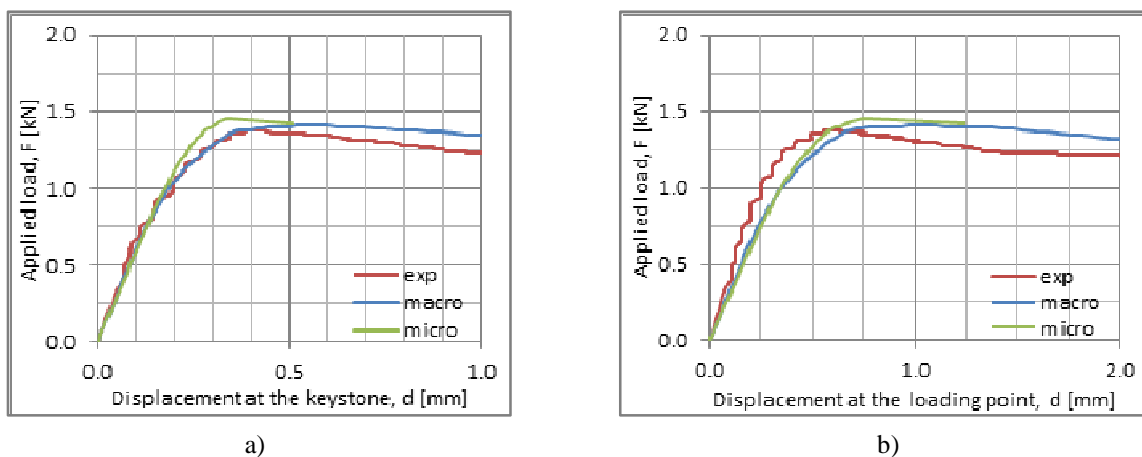 2.0
1.5
1.0
0.5
0.0
Applied load, F [kN]
exp
macro
micro
0.0 0.5 1.0
Displacement at the keystone, d [mm]
a)
2.0
1.5
1.0
0.5
0.0
Applied load, F [kN]
exp
macro
micro
0.0 1.0 2.0
Displacement at the loading point, d [mm]
b)